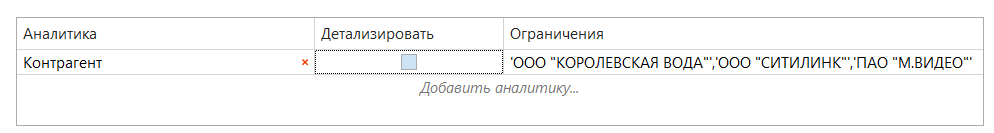 Аналитика Детализировать Ограничения
Контрагент × 'ООО "КОРОЛЕВСКАЯ ВОДА"','ООО "СИТИЛИНК"','ПАО "М.ВИДЕО"'
Добавить аналитику...